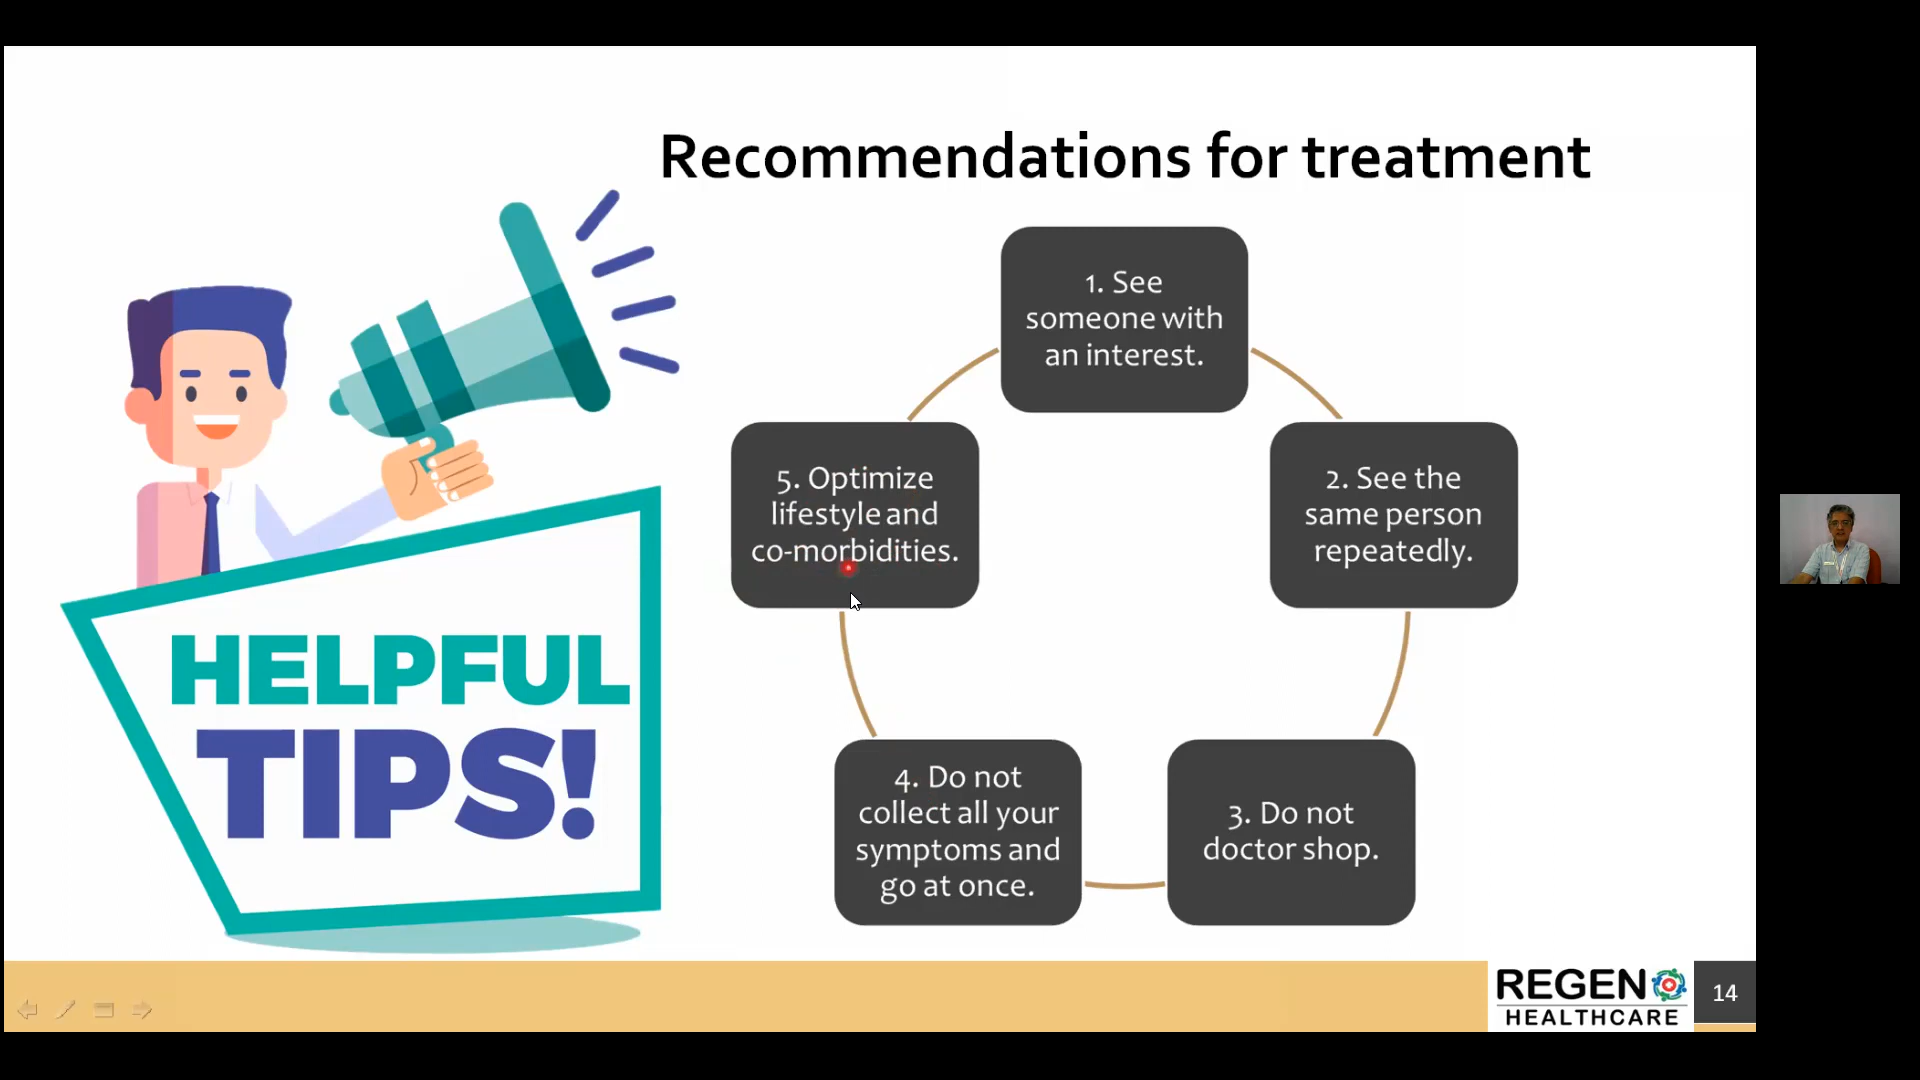 Recommendations for treatment
1. See
someone with
an interest.
2. See the
same person
repeatedly.
3. Do not
doctor shop.
4. Do not
collect all your
symptoms and
go at once.
5. Optimize
lifestyle and
co-morbidities.
HELPFUL
TIPS!
REGEN
HEALTHCARE
14